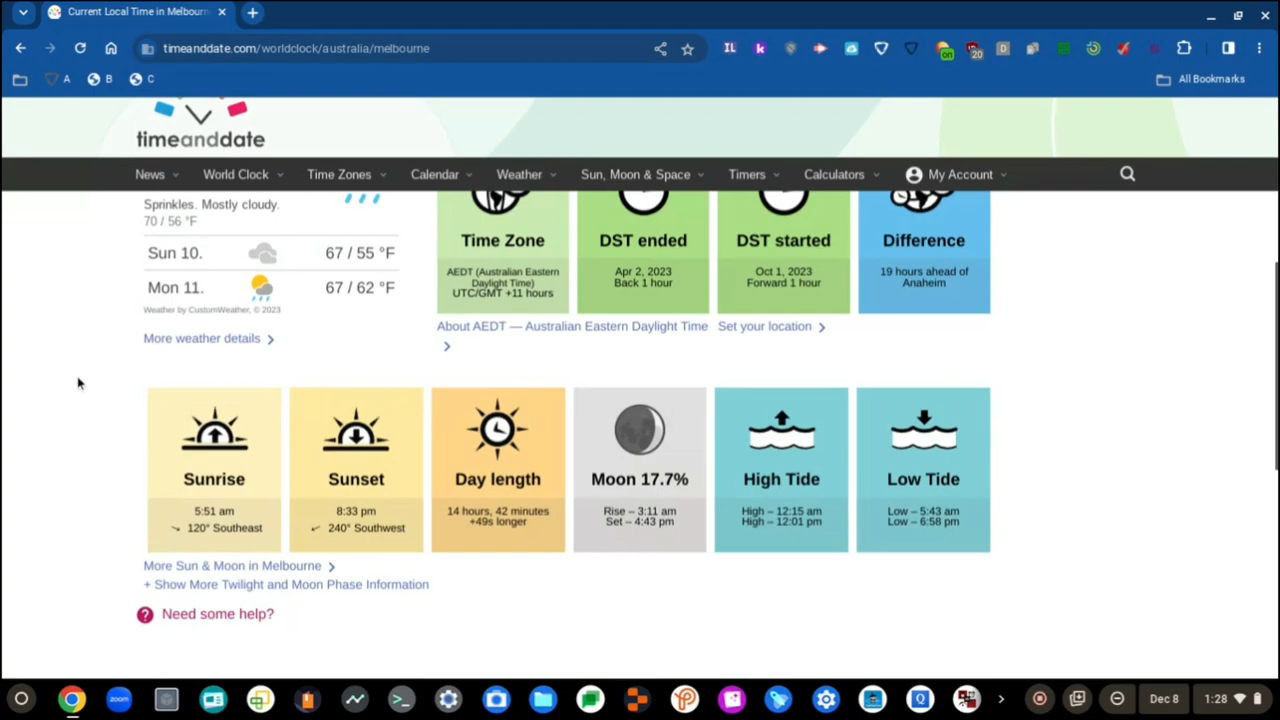 Current Local Time in Melbourn
timeanddate.com/worldclock/australia/melbourne
IL
k
on
20
D
A
B
C
All Bookmarks
timeanddate
News
World Clock
Time Zones
Calendar
Weather
Sun, Moon & Space
Timers
Calculators
My Account
Sprinkles. Mostly cloudy.
70 / 56 °F
Sun 10.
67 / 55 °F
Mon 11.
67 / 62 °F
Weather by CustomWeather, © 2023
More weather details
Time Zone
AEDT (Australian Eastern
Daylight Time)
UTC/GMT +11 hours
DST ended
Apr 2, 2023
Back 1 hour
DST started
Oct 1, 2023
Forward 1 hour
Difference
19 hours ahead of
Anaheim
About AEDT — Australian Eastern Daylight Time
Set your location
Sunrise
5:51 am
120° Southeast
Sunset
8:33 pm
240° Southwest
Day length
14 hours, 42 minutes
+49s longer
Moon 17.7%
Rise – 3:11 am
Set – 4:43 pm
High Tide
High – 12:15 am
High – 12:01 pm
Low Tide
Low – 5:43 am
Low – 6:58 pm
More Sun & Moon in Melbourne
+ Show More Twilight and Moon Phase Information
? Need some help?
zoom
Q
Dec 8
1:28